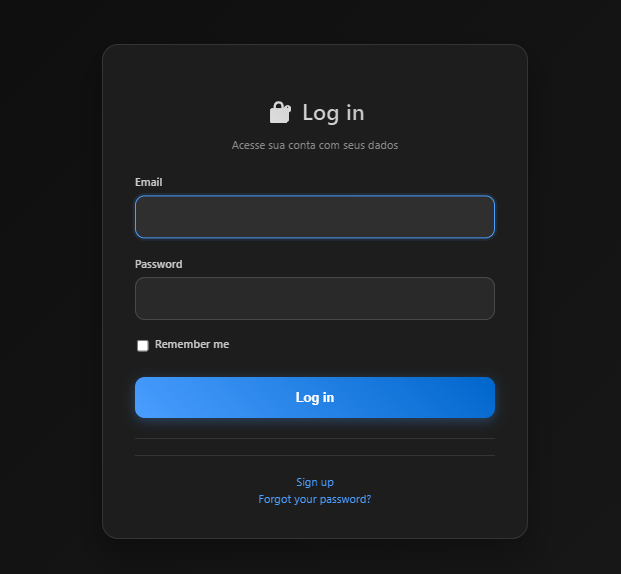 Log in
Acesse sua conta com seus dados
Email
Password
Remember me
Log in
Sign up
Forgot your password?